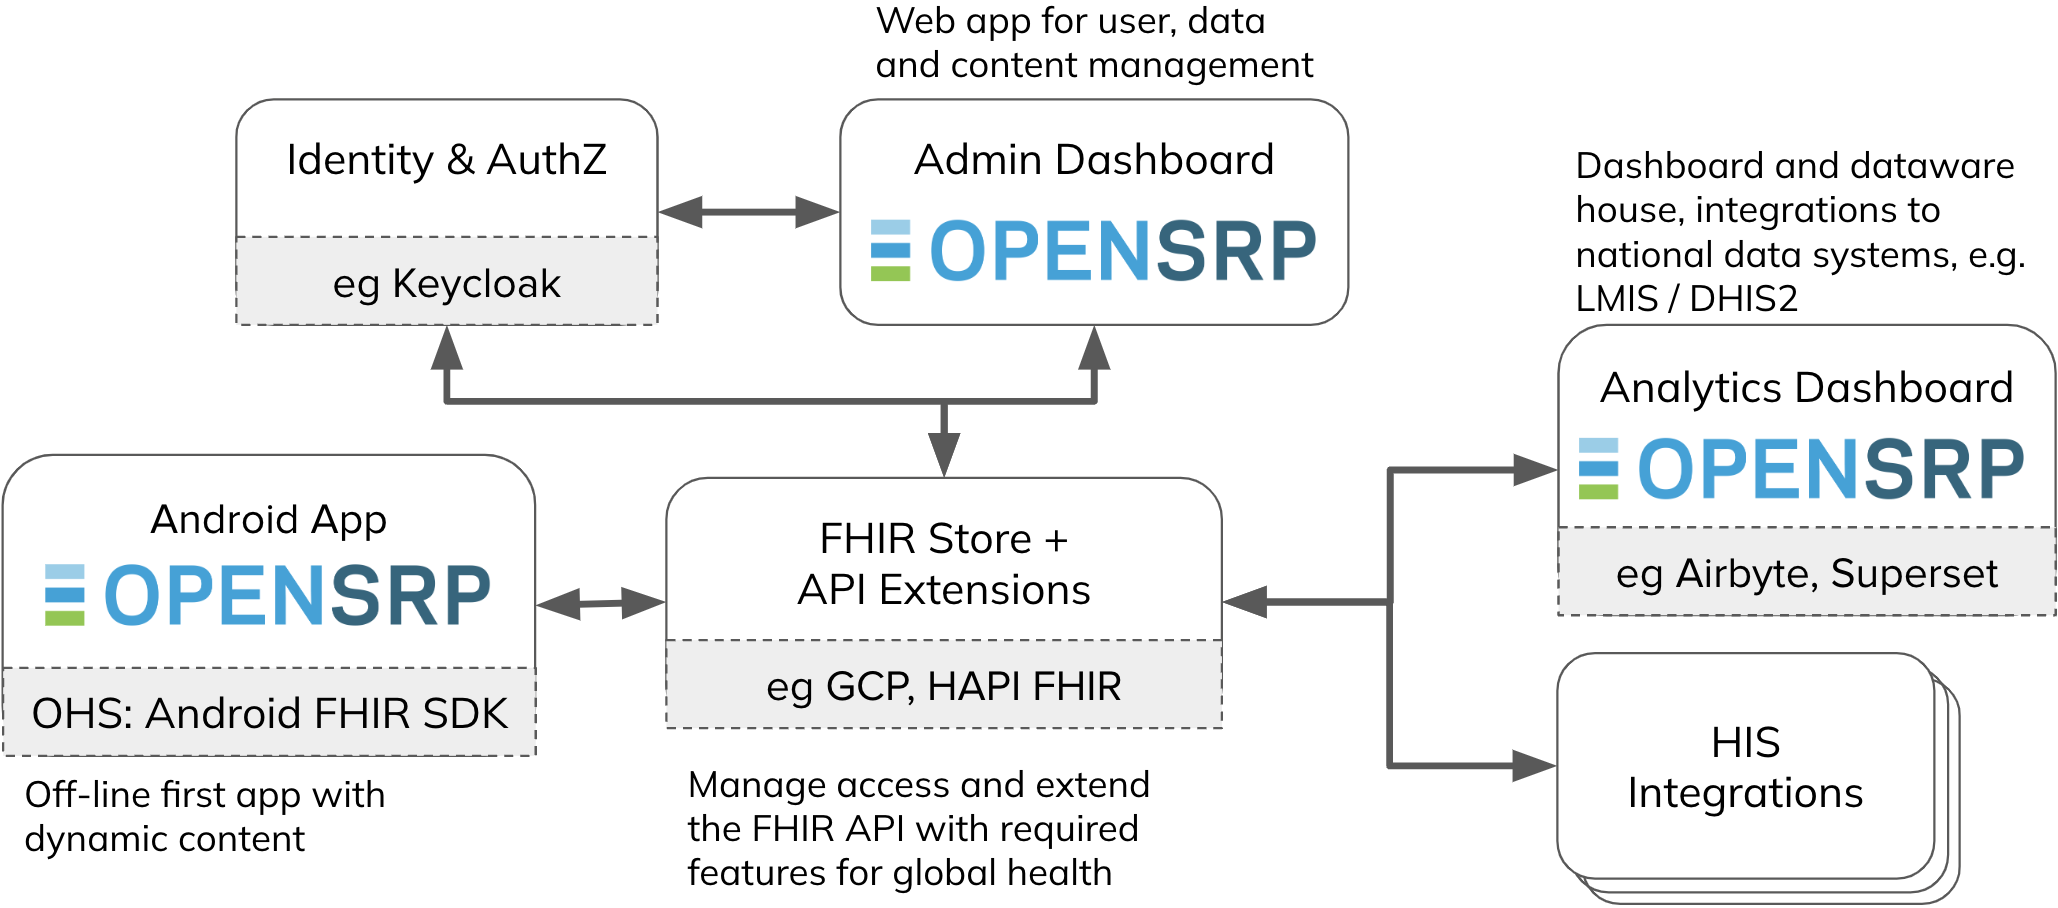 Web app for user, data
and content management
Identity & AuthZ
eg Keycloak
Admin Dashboard
OPENSRP
Dashboard and dataware
house, integrations to
national data systems, e.g.
LMIS / DHIS2
Analytics Dashboard
OPENSRP
eg Airbyte, Superset
Android App
OPENSRP
OHS: Android FHIR SDK
Off-line first app with
dynamic content
FHIR Store +
API Extensions
eg GCP, HAPI FHIR
Manage access and extend
the FHIR API with required
features for global health
HIS
Integrations